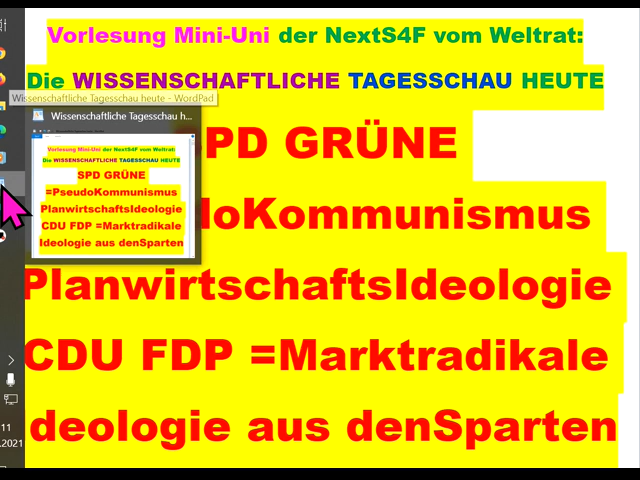 Vorlesung Mini-Uni der NextS4F vom Weltrat:
Die WISSENSCHAFTLICHE TAGESSCHAU HEUTE
Wissenschaftliche Tagesschau heute - WordPad
Wissenschaftliche Tagesschau h...
Vorlesung Mini-Uni der NextS4F vom Weltrat:
Die WISSENSCHAFTLICHE TAGESSCHAU HEUTE
SPD GRÜNE
=PseudoKommunismus
PlanwirtschaftsIdeologie
CDU FDP =Marktradikale
Ideologie aus denSparten
PD GRÜNE
doKommunismus
PlanwirtschaftsIdeologie
CDU FDP =Marktradikale
deologie aus denSparten
11
.2021